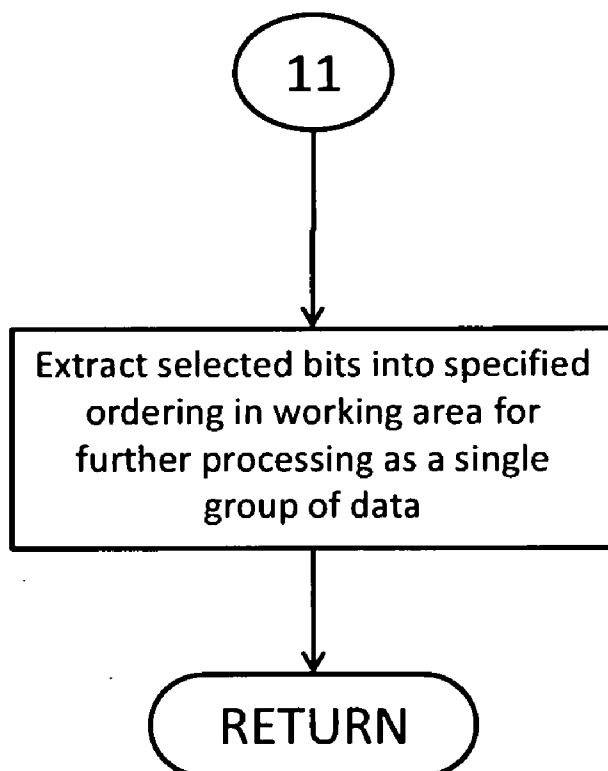 11
Extract selected bits into specified
ordering in working area for
further processing as a single
group of data
RETURN